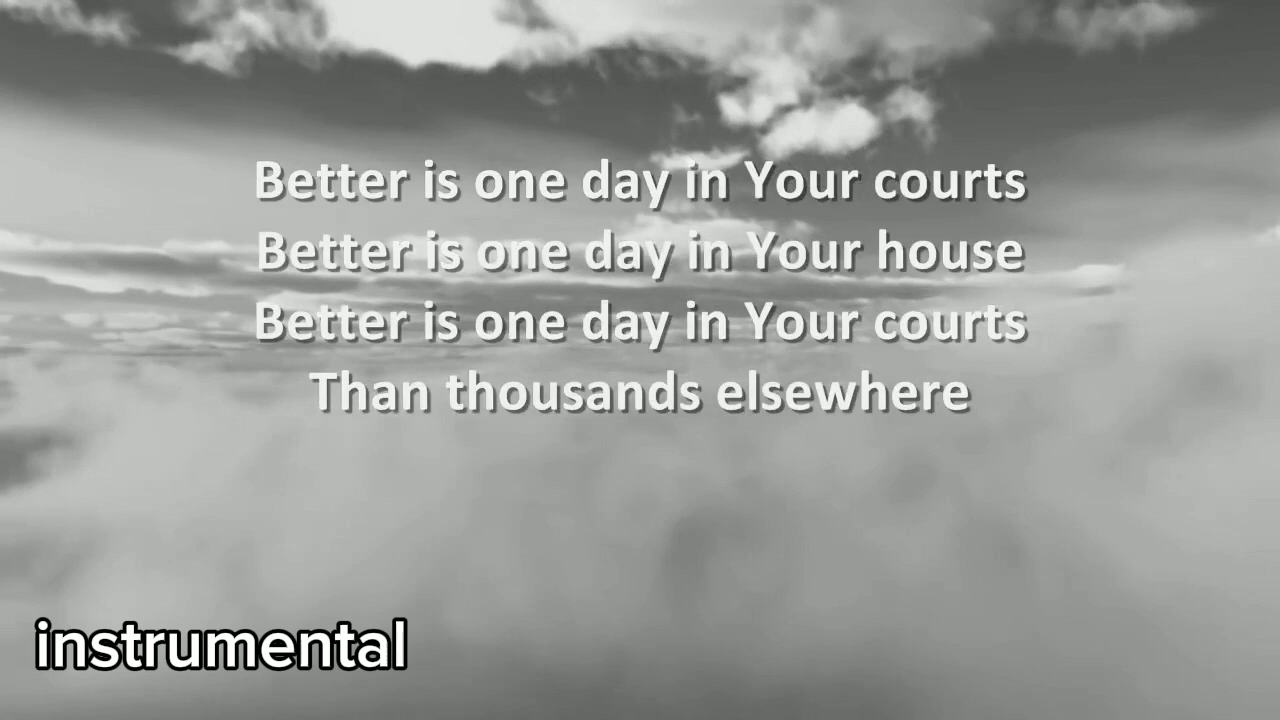 Better is one day in Your courts
Better is one day in Your house
Better is one day in Your courts
Than thousands elsewhere
instrumental